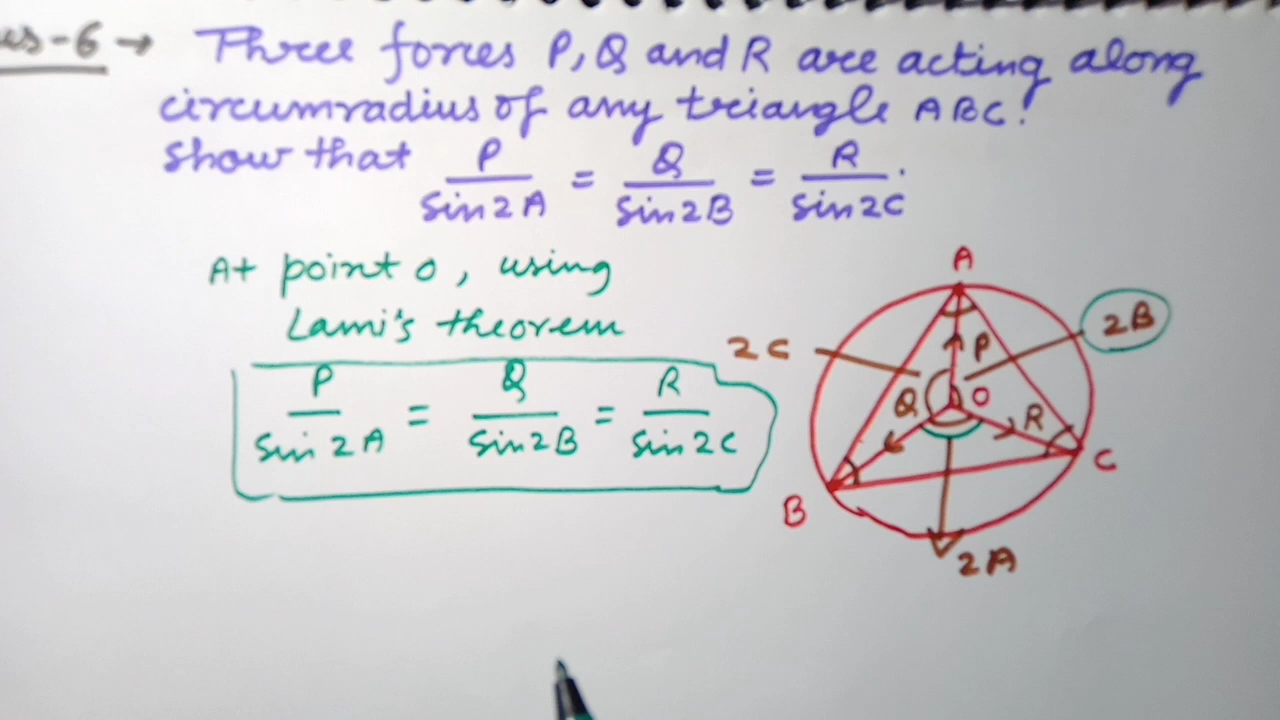 es-6 → Three forces P, Q and R are acting along
circumradius of any triangle ABC.
Show that P/sin2A = Q/sin2B = R/sin2C.
At point O, using
Lami's theorem
P/sin2A = Q/sin2B = R/sin2C
A
2B
2C
P
Q
O
R
C
B
2A